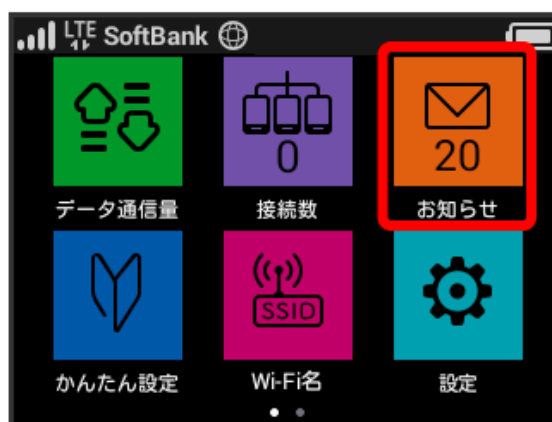 LTE SoftBank
0
20
データ通信量 接続数 お知らせ
SSID
かんたん設定 Wi-Fi名 設定